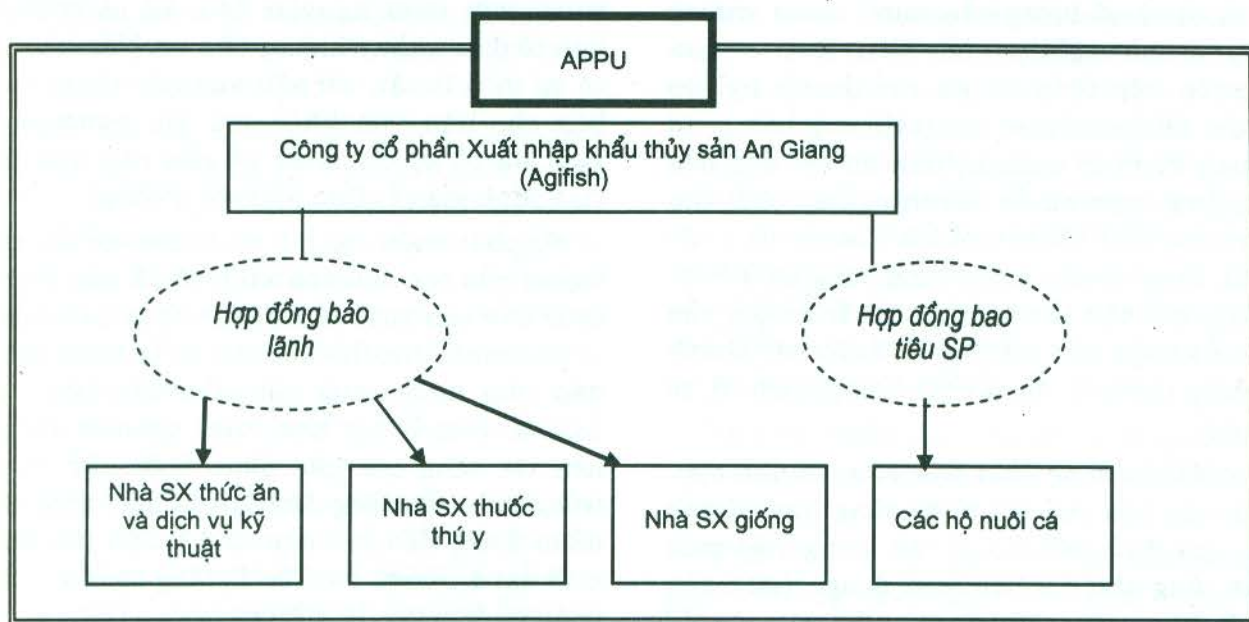 APPU
Công ty cổ phần Xuất nhập khẩu thủy sản An Giang
(Agifish)
Hợp đồng bảo
lãnh
Hợp đồng bao
tiêu SP
Nhà SX thức ăn
và dịch vụ kỹ
thuật
Nhà SX thuốc
thú y
Nhà SX giống
Các hộ nuôi cá